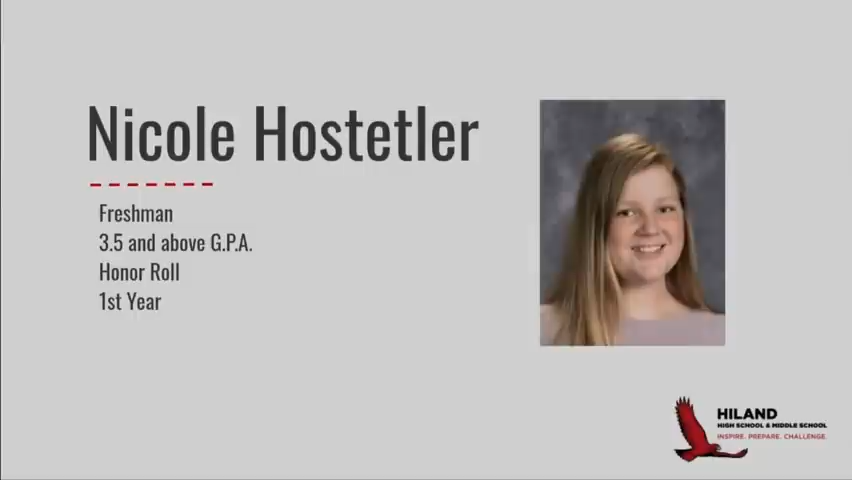 Nicole Hostetler
Freshman
3.5 and above G.P.A.
Honor Roll
1st Year
HILAND
HIGH SCHOOL & MIDDLE SCHOOL
INSPIRE. PREPARE. CHALLENGE.